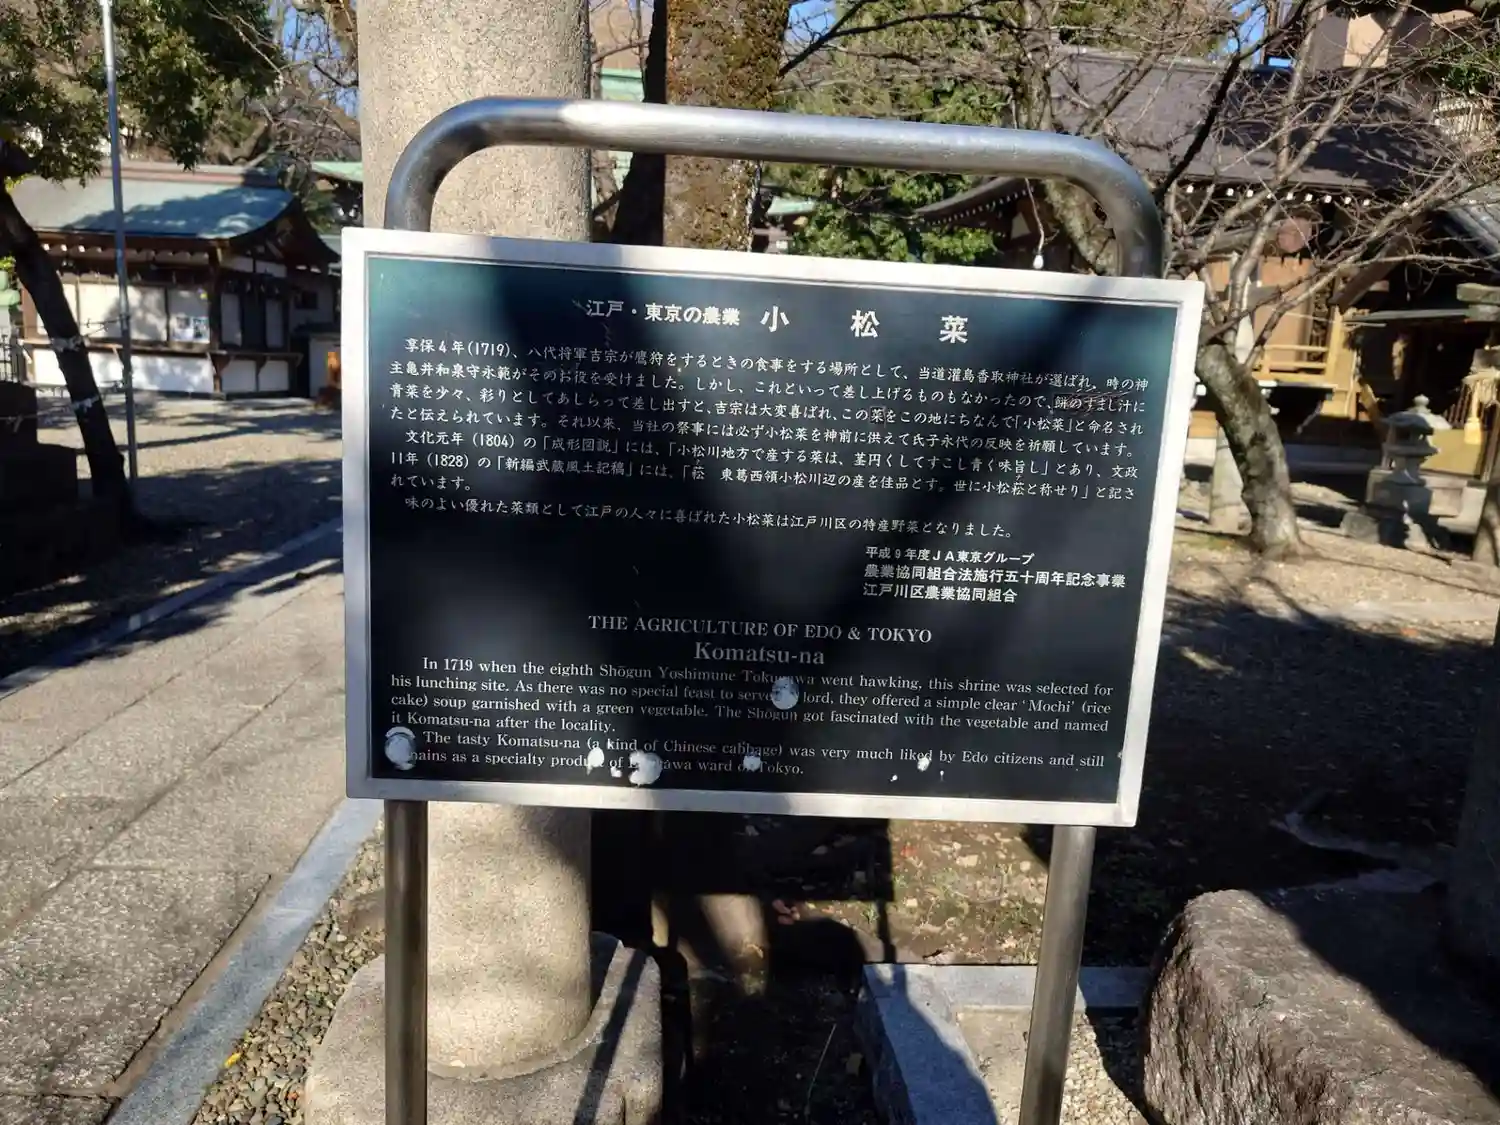 江戸・東京の農業 小松菜
享保4年(1719)、八代将軍吉宗が鷹狩をするときの食事をする場所として、当道灌島香取神社が選ばれ、時の神
主亀井和泉守永範がそのお役を受けました。しかし、これといって差し上げるものもなかったので、餅のすまし汁に
青菜を少々、彩りとしてあしらって差し出すと、吉宗は大変喜ばれ、この菜をこの地にちなんで「小松菜」と命名され
たと伝えられています。それ以来、当社の祭事には必ず小松菜を神前に供えて氏子永代の反映を祈願しています。
文化元年(1804)の「成形図説」には、「小松川地方で産する菜は、茎円くしてすこし青く味旨し」とあり、文政
11年(1828)の「新編武蔵風土記稿」には、「菘 東葛西領小松川辺の産を佳品とす。世に小松菘と称せり」と記さ
れています。
味のよい優れた菜類として江戸の人々に喜ばれた小松菜は江戸川区の特産野菜となりました。
平成9年度JA東京グループ
農業協同組合法施行五十周年記念事業
江戸川区農業協同組合
THE AGRICULTURE OF EDO & TOKYO
Komatsu-na
In 1719 when the eighth Shōgun Yoshimune Tokugawa went hawking, this shrine was selected for
his lunching site. As there was no special feast to serve lord, they offered a simple clear 'Mochi' (rice
cake) soup garnished with a green vegetable. The Shōgun got fascinated with the vegetable and named
it Komatsu-na after the locality.
The tasty Komatsu-na (a kind of Chinese cabbage) was very much liked by Edo citizens and still
remains as a specialty product of Edogawa ward of Tokyo.